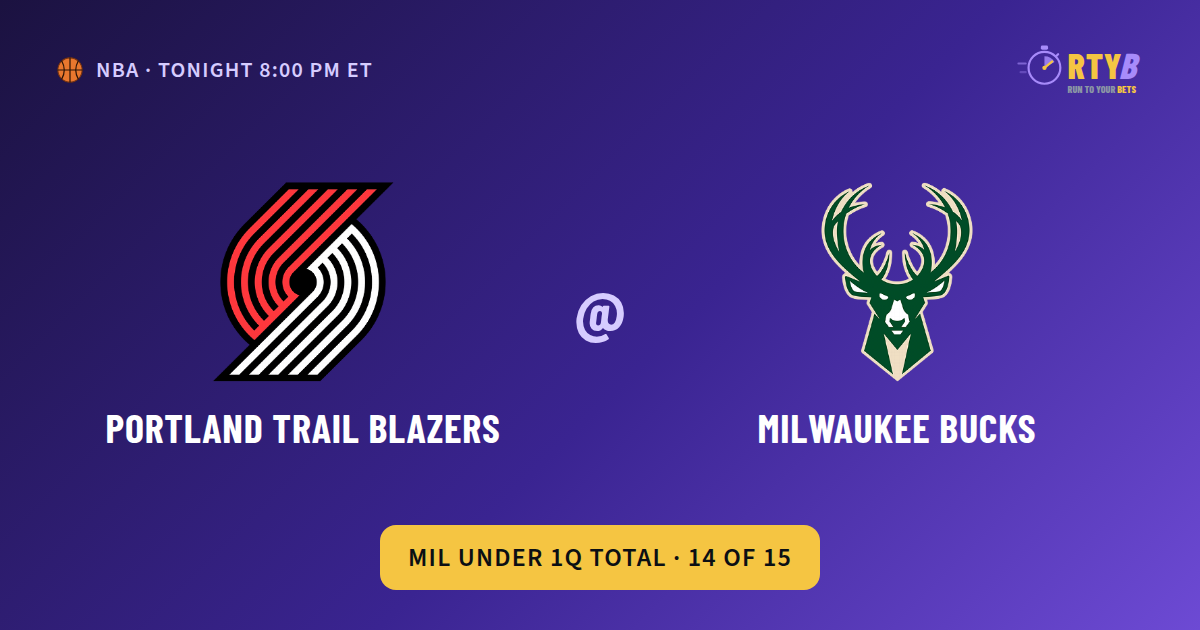 NBA · TONIGHT 8:00 PM ET
RTYB
RUN TO YOUR BETS
@
PORTLAND TRAIL BLAZERS
MILWAUKEE BUCKS
MIL UNDER 1Q TOTAL · 14 OF 15